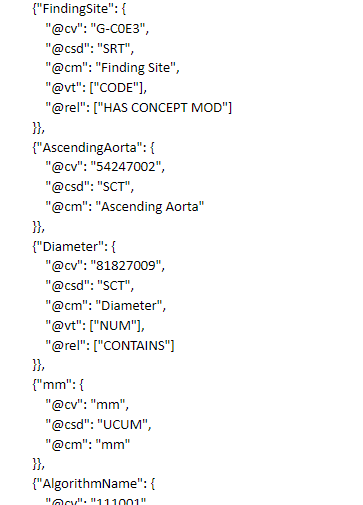 {"FindingSite": {
"@cv": "G-C0E3",
"@csd": "SRT",
"@cm": "Finding Site",
"@vt": ["CODE"],
"@rel": ["HAS CONCEPT MOD"]
}},
{"AscendingAorta": {
"@cv": "54247002",
"@csd": "SCT",
"@cm": "Ascending Aorta"
}},
{"Diameter": {
"@cv": "81827009",
"@csd": "SCT",
"@cm": "Diameter",
"@vt": ["NUM"],
"@rel": ["CONTAINS"]
}},
{"mm": {
"@cv": "mm",
"@csd": "UCUM",
"@cm": "mm"
}},
{"AlgorithmName": {
"@cv": "111001"